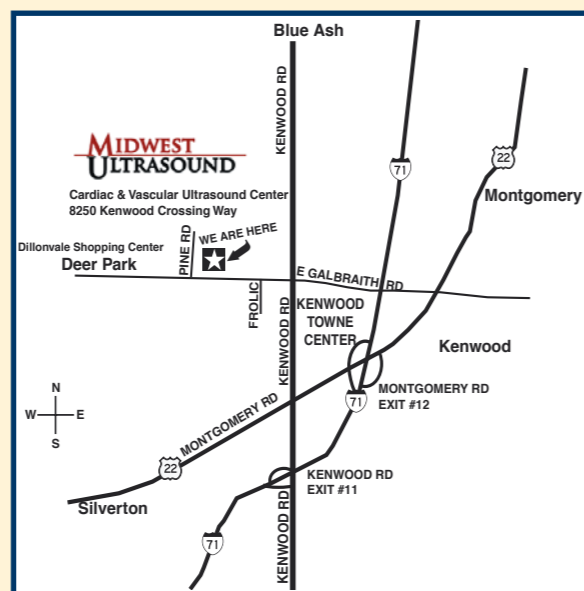 Blue Ash
KENWOOD RD
71
22
MIDWEST
ULTRASOUND
Cardiac & Vascular Ultrasound Center
8250 Kenwood Crossing Way
Montgomery
PINE RD
WE ARE HERE
Dillonvale Shopping Center
Deer Park
E GALBRAITH RD
FROLIC
KENWOOD RD
KENWOOD
TOWNE
CENTER
Kenwood
MONTGOMERY RD
EXIT #12
71
N
W E
S
MONTGOMERY RD
22
KENWOOD RD
EXIT #11
Silverton
KENWOOD RD
71